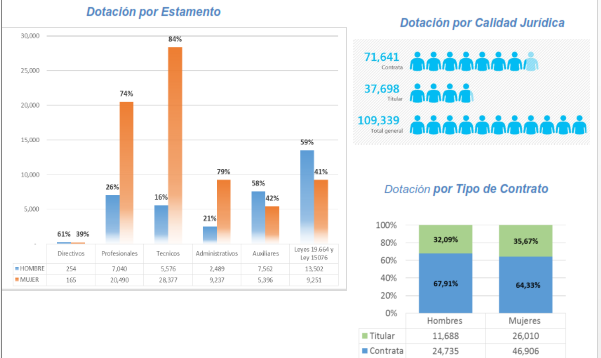 Dotación por Estamento
30,000
25,000
20,000
15,000
10,000
5,000
-
61% 39%
26%
74%
16%
84%
21%
79%
58%
42%
59%
41%
Directivos Profesionales Tecnicos Administrativos Auxiliares Leyes 19.664 y
Ley 15076
HOMBRE 254 7,040 5,576 2,489 7,562 13,502
MUJER 165 20,490 28,377 9,237 5,396 9,251
Dotación por Calidad Jurídica
71,641
Contrata
37,698
Titular
109,339
Total general
Dotación por Tipo de Contrato
100%
80%
60%
40%
20%
0%
32,09% 35,67%
67,91% 64,33%
Hombres Mujeres
Titular 11,688 26,010
Contrata 24,735 46,906